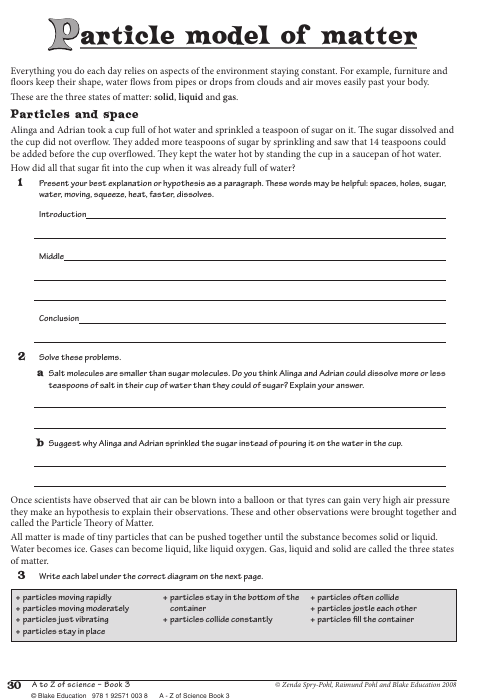 Particle model of matter
Everything you do each day relies on aspects of the environment staying constant. For example, furniture and
floors keep their shape, water flows from pipes or drops from clouds and air moves easily past your body.
These are the three states of matter: solid, liquid and gas.
Particles and space
Alinga and Adrian took a cup full of hot water and sprinkled a teaspoon of sugar on it. The sugar dissolved and
the cup did not overflow. They added more teaspoons of sugar by sprinkling and saw that 14 teaspoons could
be added before the cup overflowed. They kept the water hot by standing the cup in a saucepan of hot water.
How did all that sugar fit into the cup when it was already full of water?
1 Present your best explanation or hypothesis as a paragraph. These words may be helpful: spaces, holes, sugar,
water, moving, squeeze, heat, faster, dissolves.
Introduction
Middle
Conclusion
2 Solve these problems.
a Salt molecules are smaller than sugar molecules. Do you think Alinga and Adrian could dissolve more or less
teaspoons of salt in their cup of water than they could of sugar? Explain your answer.
b Suggest why Alinga and Adrian sprinkled the sugar instead of pouring it on the water in the cup.
Once scientists have observed that air can be blown into a balloon or that tyres can gain very high air pressure
they make an hypothesis to explain their observations. These and other observations were brought together and
called the Particle Theory of Matter.
All matter is made of tiny particles that can be pushed together until the substance becomes solid or liquid.
Water becomes ice. Gases can become liquid, like liquid oxygen. Gas, liquid and solid are called the three states
of matter.
3 Write each label under the correct diagram on the next page.
+ particles moving rapidly
+ particles moving moderately
+ particles just vibrating
+ particles stay in place
+ particles stay in the bottom of the
container
+ particles collide constantly
+ particles often collide
+ particles jostle each other
+ particles fill the container
30 A to Z of science – Book 3 © Zenda Spry-Pohl, Raimund Pohl and Blake Education 2008
© Blake Education 978 1 92571 003 8 A - Z of Science Book 3